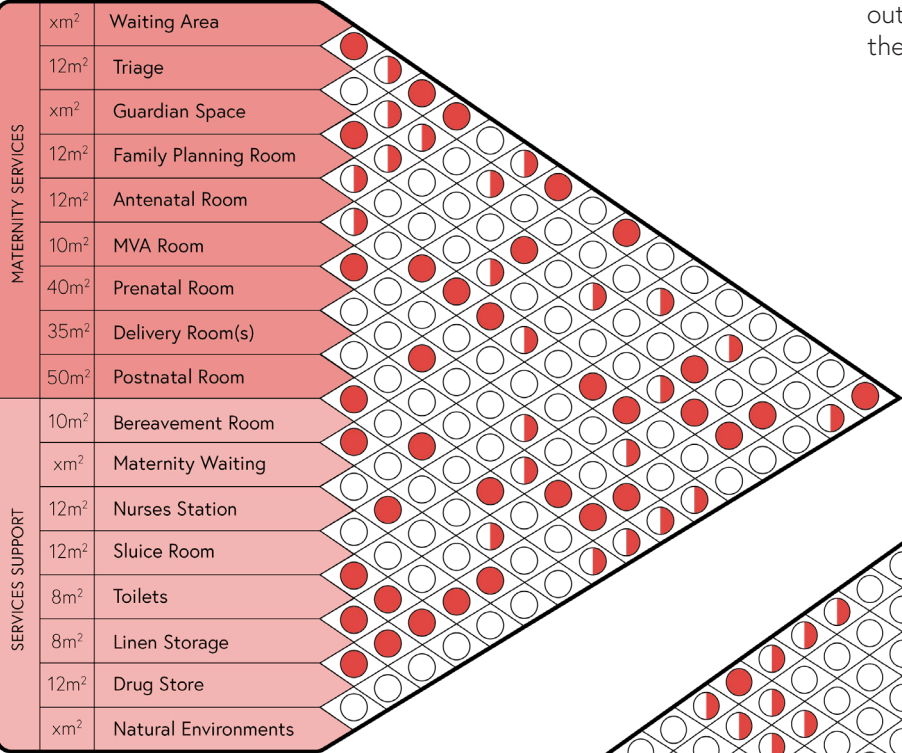 out
the
MATERNITY SERVICES
xm² Waiting Area
12m² Triage
xm² Guardian Space
12m² Family Planning Room
12m² Antenatal Room
10m² MVA Room
40m² Prenatal Room
35m² Delivery Room(s)
50m² Postnatal Room
SERVICES SUPPORT
10m² Bereavement Room
xm² Maternity Waiting
12m² Nurses Station
12m² Sluice Room
8m² Toilets
8m² Linen Storage
12m² Drug Store
xm² Natural Environments